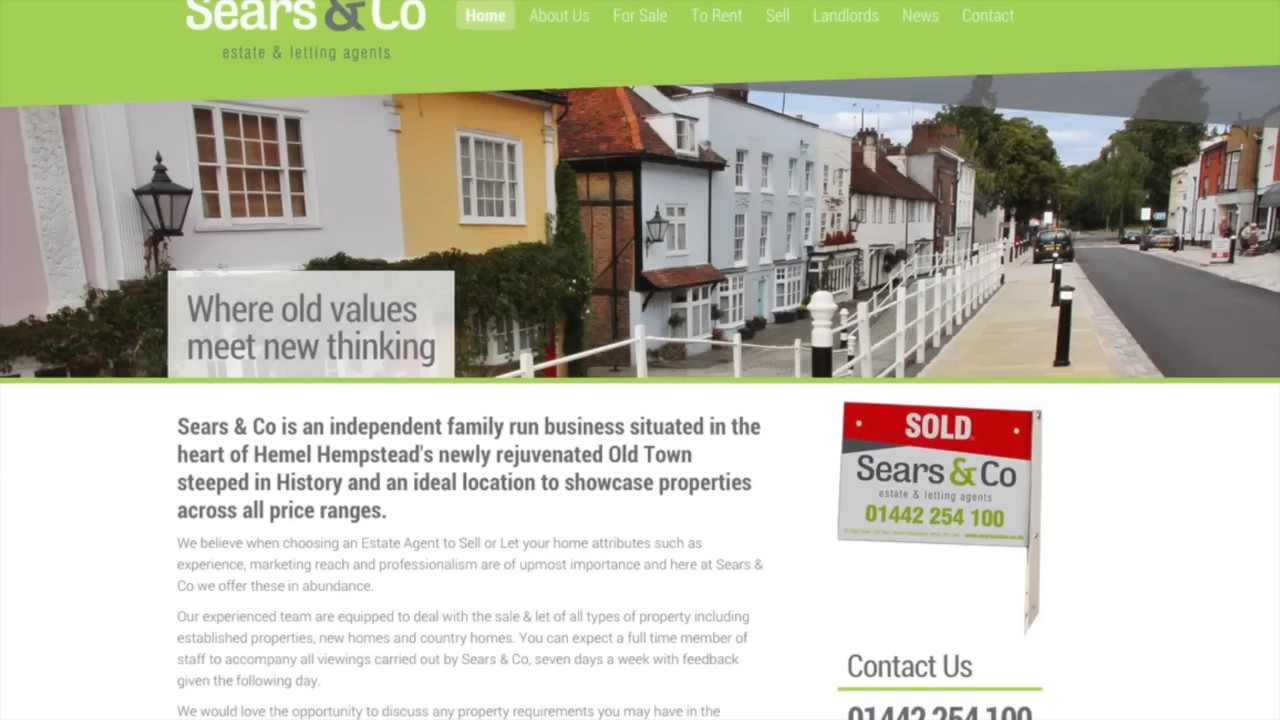 Sears & Co
estate & letting agents
Home About Us For Sale To Rent Sell Landlords News Contact
Where old values
meet new thinking
Sears & Co is an independent family run business situated in the
heart of Hemel Hempstead's newly rejuvenated Old Town
steeped in History and an ideal location to showcase properties
across all price ranges.
We believe when choosing an Estate Agent to Sell or Let your home attributes such as
experience, marketing reach and professionalism are of upmost importance and here at Sears &
Co we offer these in abundance.
Our experienced team are equipped to deal with the sale & let of all types of property including
established properties, new homes and country homes. You can expect a full time member of
staff to accompany all viewings carried out by Sears & Co, seven days a week with feedback
given the following day.
We would love the opportunity to discuss any property requirements you may have in the
SOLD
Sears & Co
estate & letting agents
01442 254 100
Contact Us
01442 254 100